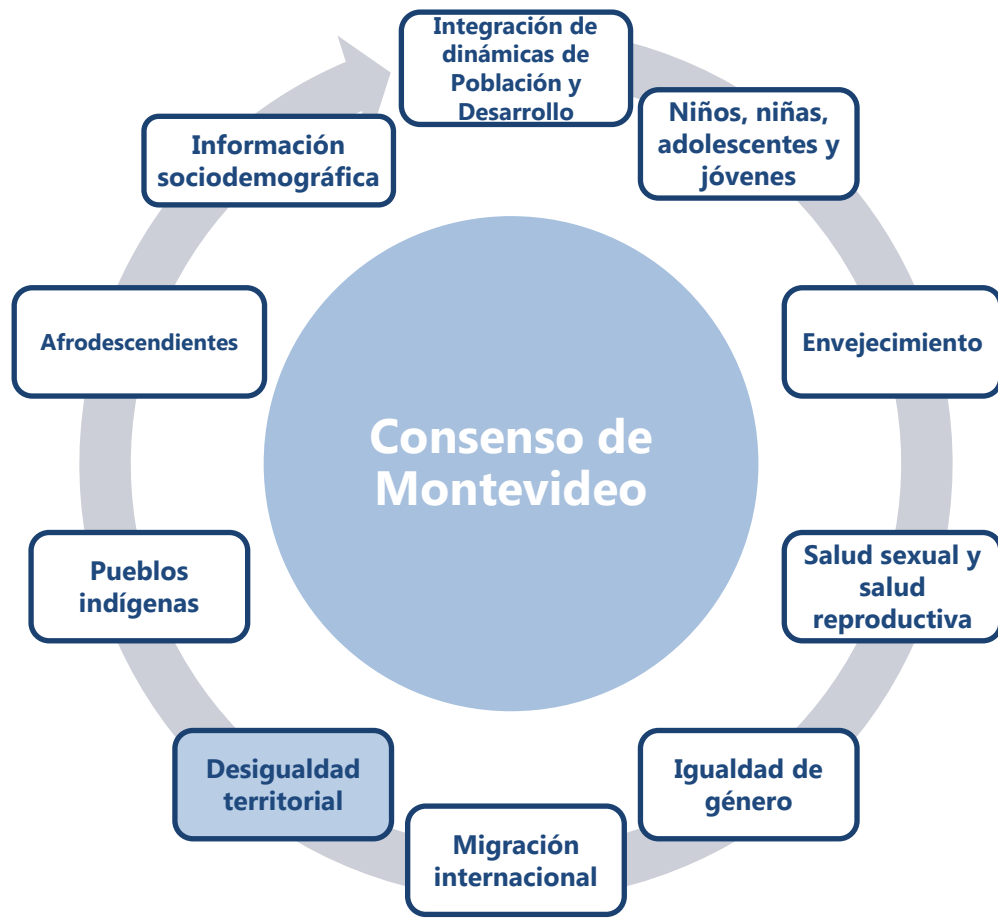 Integración de
dinámicas de
Población y
Desarrollo
Niños, niñas,
adolescentes y
jóvenes
Envejecimiento
Salud sexual y
salud
reproductiva
Igualdad de
género
Migración
internacional
Desigualdad
territorial
Pueblos
indígenas
Afrodescendientes
Información
sociodemográfica
Consenso de
Montevideo